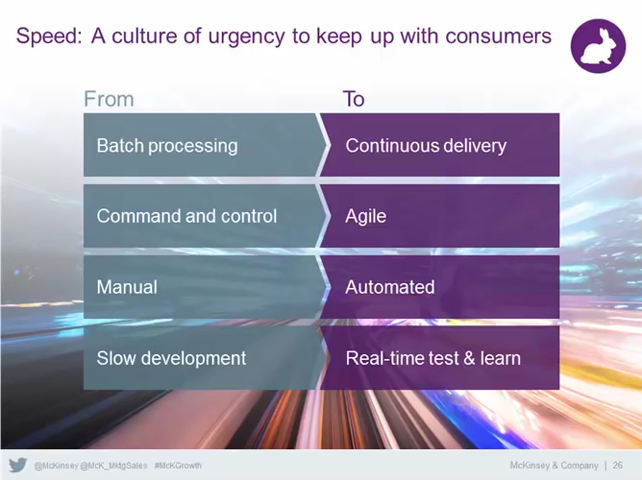 Speed: A culture of urgency to keep up with consumers
From To
Batch processing Continuous delivery
Command and control Agile
Manual Automated
Slow development Real-time test & learn
@McKinsey @McK_MktgSales #McKGrowth McKinsey & Company | 26